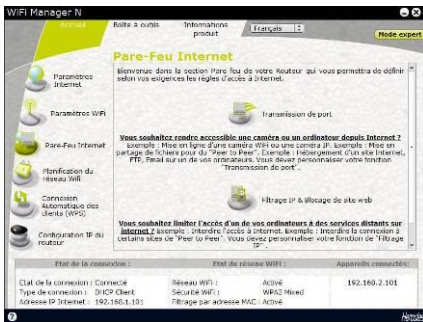 WiFi Manager N
Accueil
Boîte à outils
Informations produit
Français
Mode expert
Pare-Feu Internet
Bienvenue dans la section Pare feu de votre Routeur qui vous permettra de définir
selon vos exigences les règles d'accès à Internet.
Paramètres Internet
Paramètres WiFi
Pare-Feu Internet
Planification du réseau Wifi
Connexion Automatique des clients (WPS)
Configuration IP du routeur
Transmission de port
Vous souhaitez rendre accessible une caméra ou un ordinateur depuis Internet ?
Exemple : Mise en ligne d'une caméra WiFi ou une caméra IP. Exemple : Mise en
partage de fichiers pour du "Peer to Peer". Exemple : Hébergement d'un site Internet,
FTP, Email sur un de vos ordinateurs. Vous devez personnaliser votre fonction
"Transmission de port".
Filtrage IP & Blocage de site web
Vous souhaitez limiter l'accès d'un de vos ordinateurs à des services distants sur
internet ? Exemple : Interdire l'accès à Internet. Exemple : Interdire la connexion à
certains sites de "Peer to Peer". Vous devez personnaliser votre fonction de "Filtrage
IP".
Etat de la connexion :
Etat du réseau WIFI :
Appareils connectés:
Etat de la connexion : Connecté
Type de connexion : DHCP Client
Adresse IP Internet : 192.168.1.101
Réseau WiFi : Activé
Sécurité WiFi : WPA2 Mixed
Filtrage par adresse MAC : Activé
192.168.2.101
Hercules